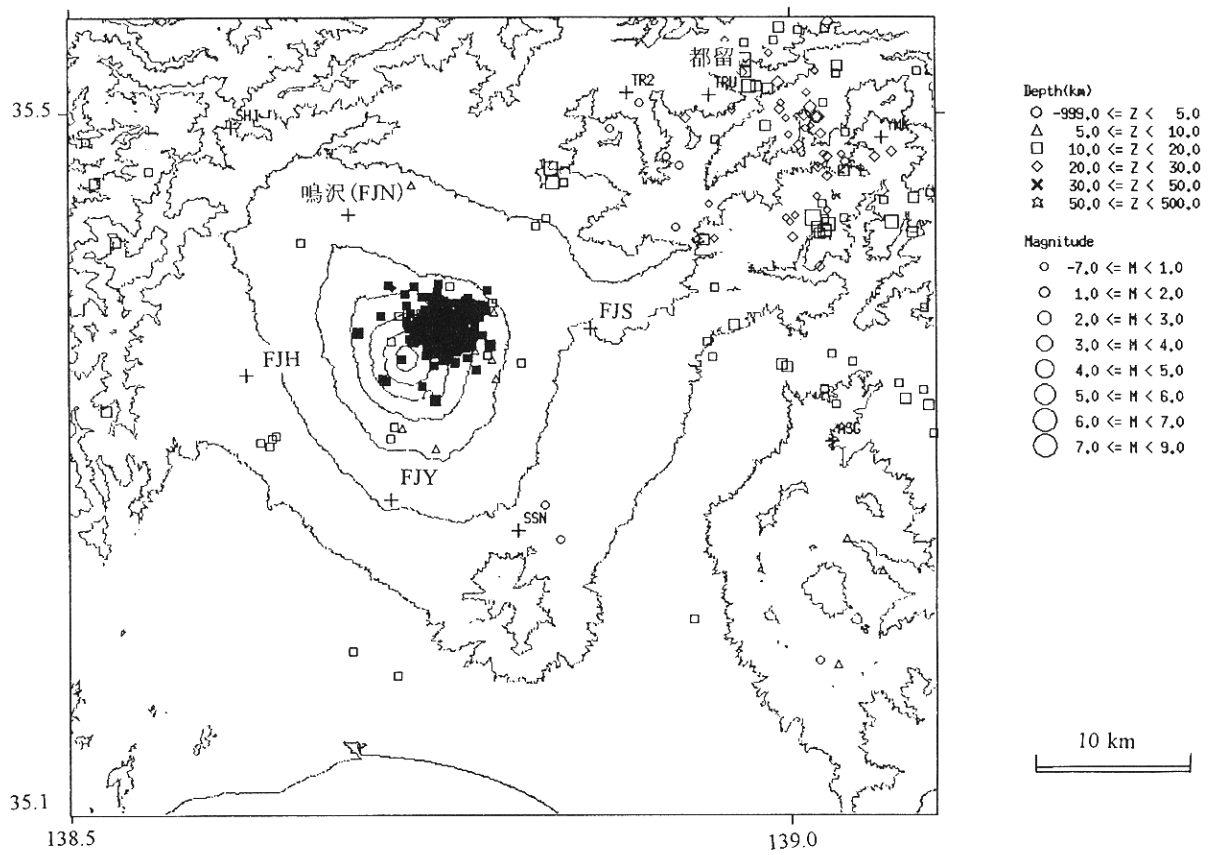 都留
TR2
TRU
35.5
SHJ
鳴沢(FJN)
FJS
FJH
ASG
FJY
SSN
35.1
138.5
139.0
Depth(km)
-999.0 <= Z < 5.0
5.0 <= Z < 10.0
10.0 <= Z < 20.0
20.0 <= Z < 30.0
30.0 <= Z < 50.0
50.0 <= Z < 500.0
Magnitude
-7.0 <= M < 1.0
1.0 <= M < 2.0
2.0 <= M < 3.0
3.0 <= M < 4.0
4.0 <= M < 5.0
5.0 <= M < 6.0
6.0 <= M < 7.0
7.0 <= M < 9.0
10 km